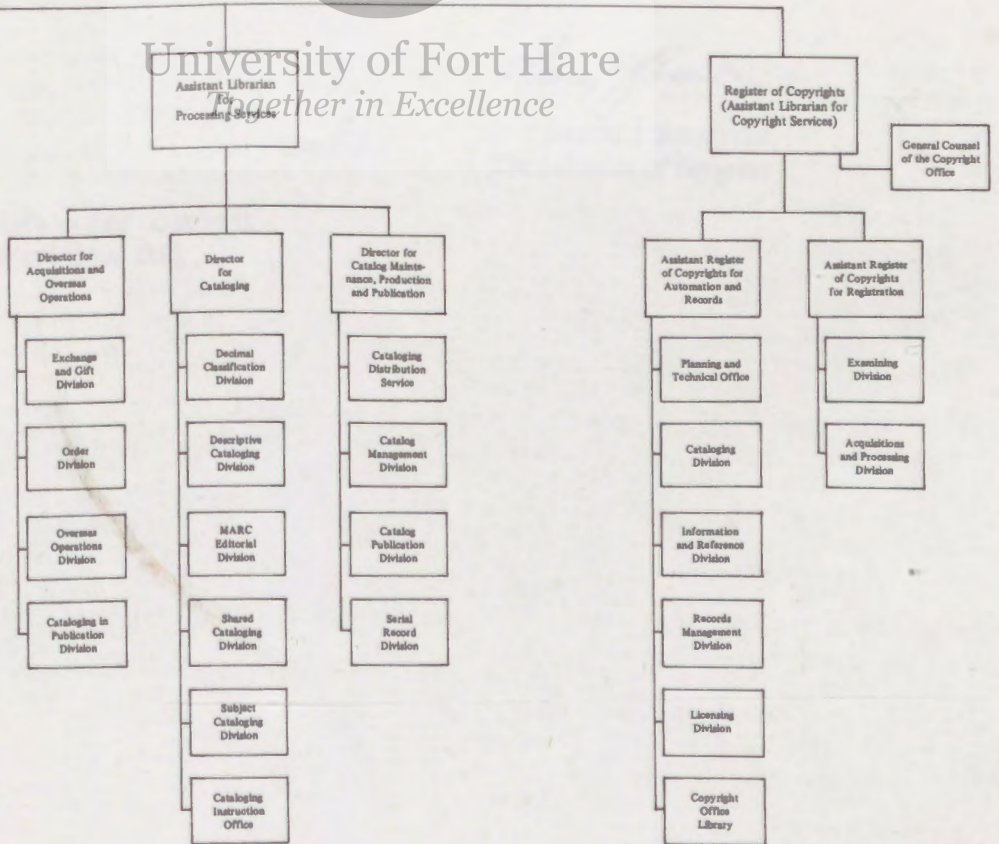 University of Fort Hare
Together in Excellence
Assistant Librarian
for
Processing Services
Register of Copyrights
(Assistant Librarian for
Copyright Services)
General Counsel
of the Copyright
Office
Director for
Acquisitions and
Overseas
Operations
Exchange
and Gift
Division
Order
Division
Overseas
Operations
Division
Cataloging in
Publication
Division
Director
for
Cataloging
Decimal
Classification
Division
Descriptive
Cataloging
Division
MARC
Editorial
Division
Shared
Cataloging
Division
Subject
Cataloging
Division
Cataloging
Instruction
Office
Director for
Catalog Mainte-
nance, Production
and Publication
Cataloging
Distribution
Service
Catalog
Management
Division
Catalog
Publication
Division
Serial
Record
Division
Assistant Register
of Copyrights for
Automation and
Records
Planning and
Technical Office
Cataloging
Division
Information
and Reference
Division
Records
Management
Division
Licensing
Division
Copyright
Office
Library
Assistant Register
of Copyrights
for Registration
Examining
Division
Acquisitions
and Processing
Division